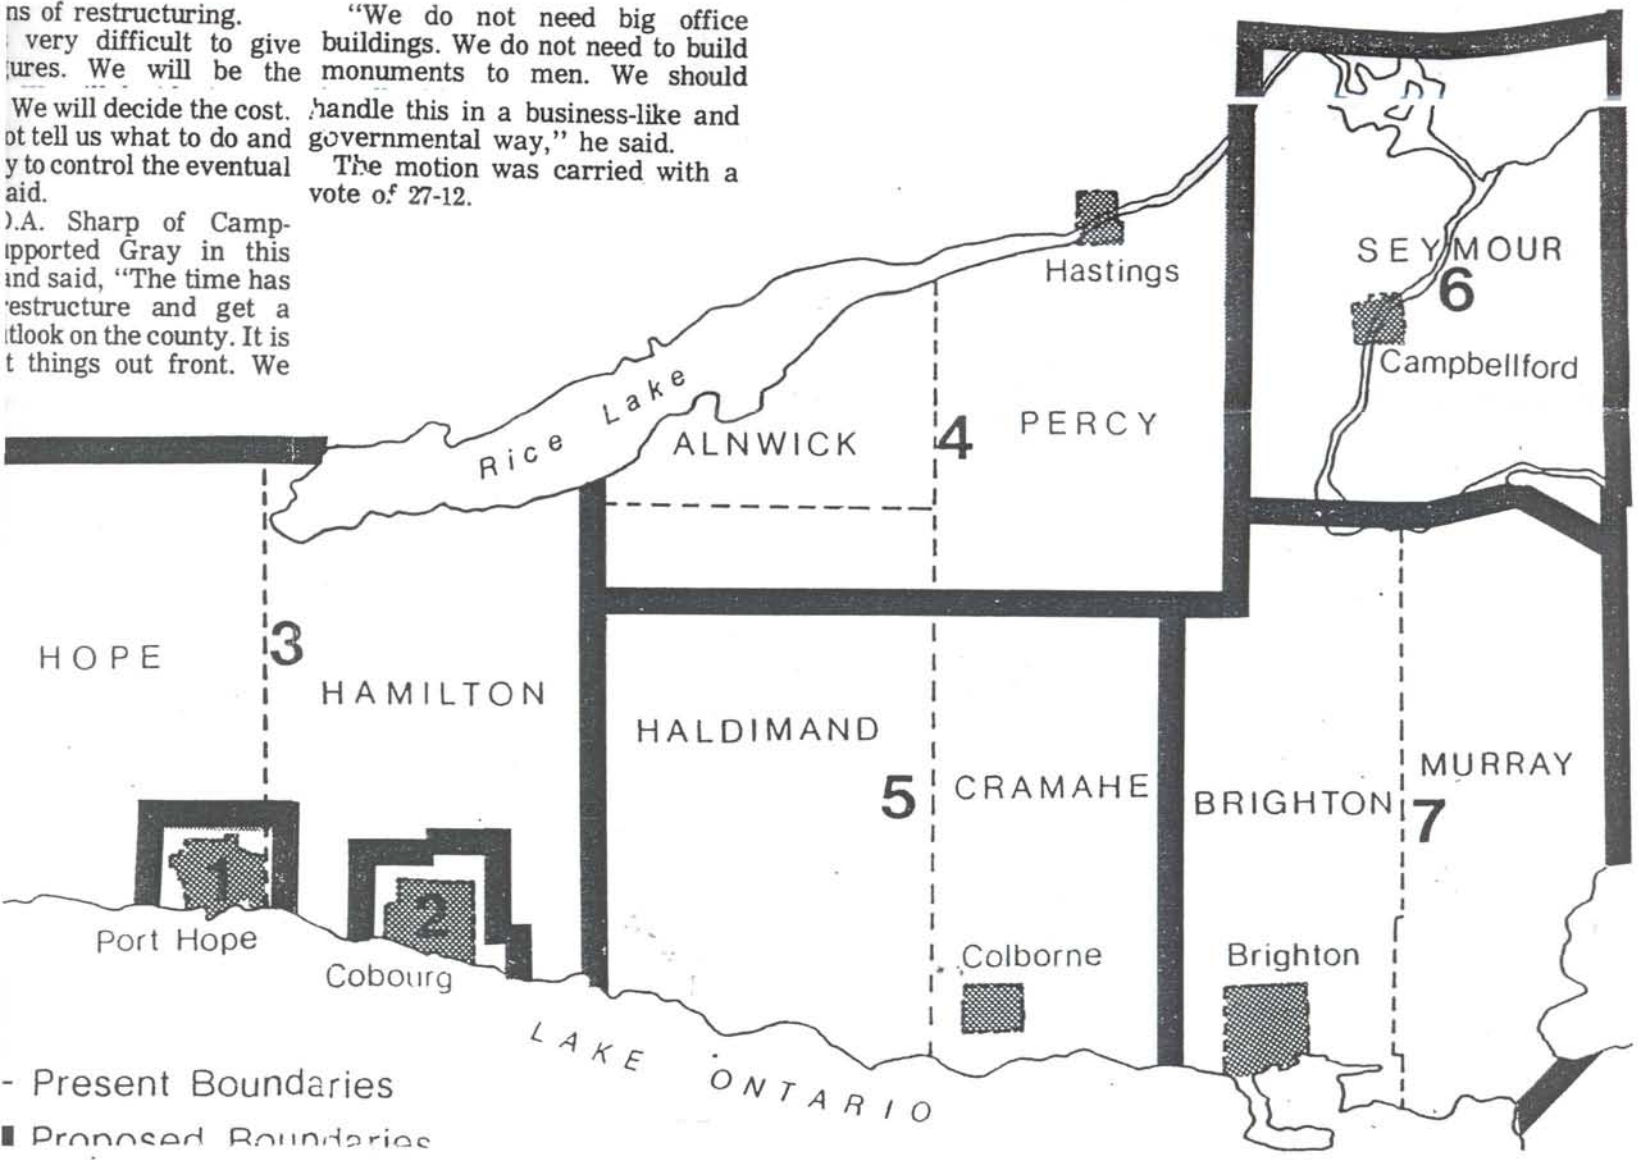 ns of restructuring.
very difficult to give
ures. We will be the
We will decide the cost.
ot tell us what to do and
y to control the eventual
aid.
.A. Sharp of Camp-
pported Gray in this
and said, “The time has
restructure and get a
tlook on the county. It is
t things out front. We
“We do not need big office
buildings. We do not need to build
monuments to men. We should
handle this in a business-like and
governmental way,” he said.
The motion was carried with a
vote of 27-12.
Hastings
SEYMOUR
6
Campbellford
Rice Lake
ALNWICK
4
PERCY
HOPE
3
HAMILTON
HALDIMAND
5
CRAMAHE
BRIGHTON
7
MURRAY
1
Port Hope
2
Cobourg
Colborne
Brighton
LAKE ONTARIO
- Present Boundaries
Proposed Boundaries